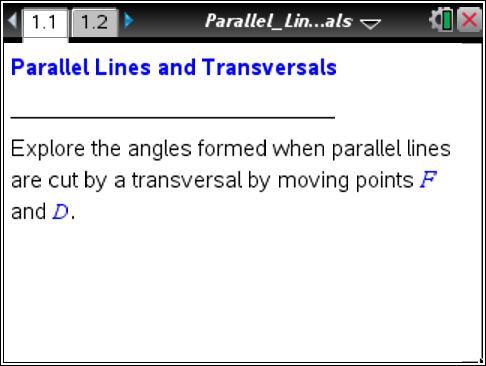 1.1 1.2 Parallel_Lin...als
Parallel Lines and Transversals
Explore the angles formed when parallel lines
are cut by a transversal by moving points F
and D.